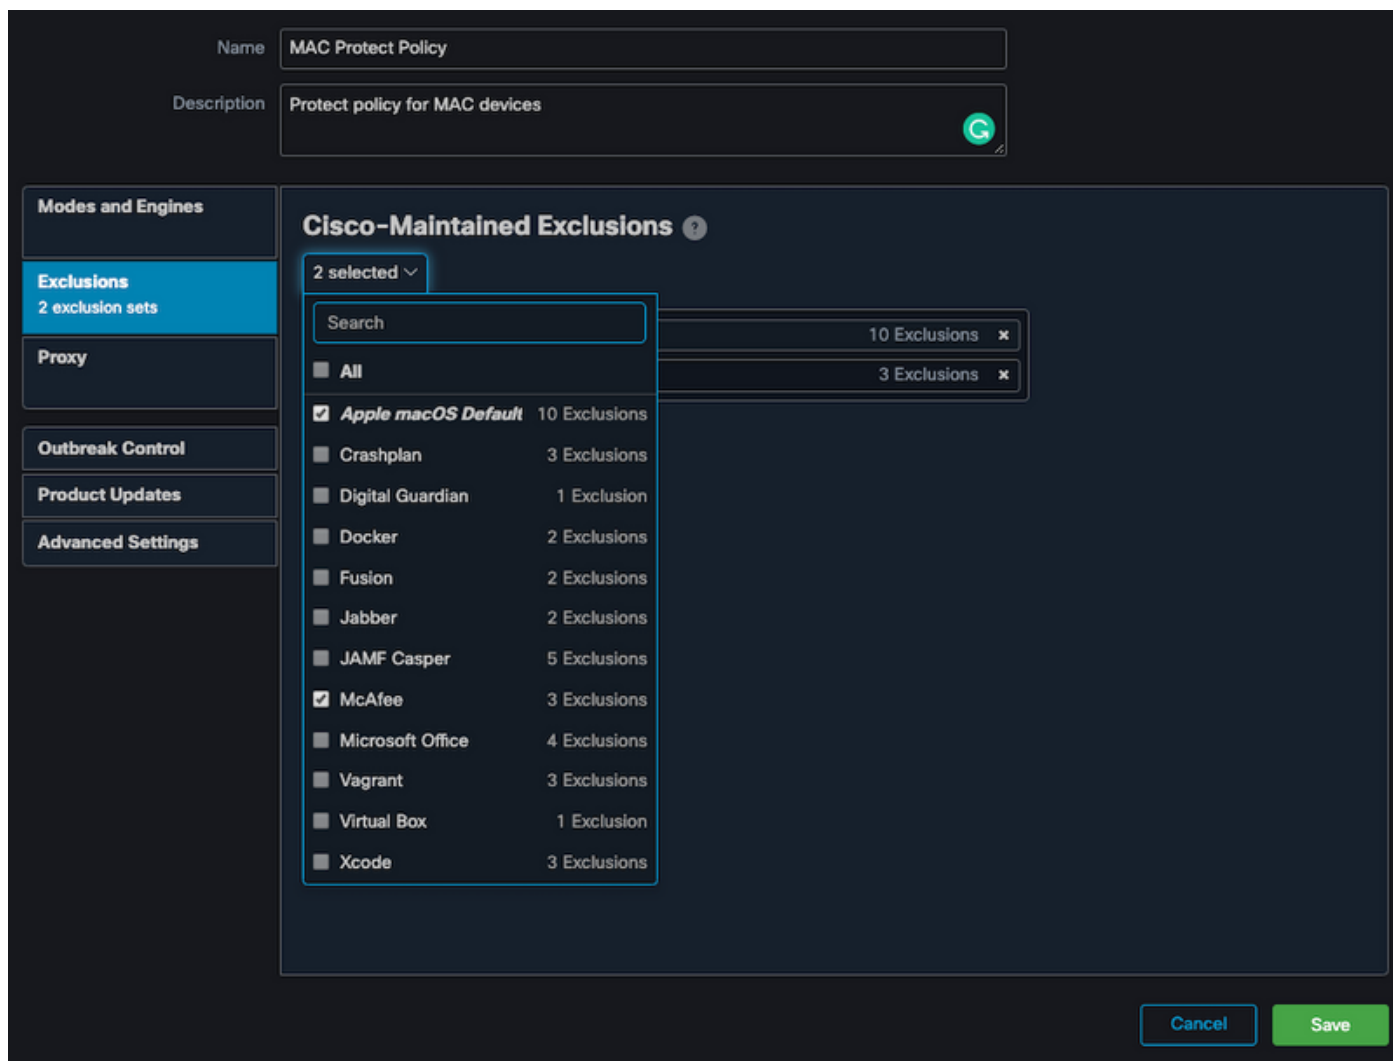 Name MAC Protect Policy
Description Protect policy for MAC devices
Modes and Engines
Exclusions
2 exclusion sets
Proxy
Outbreak Control
Product Updates
Advanced Settings
Cisco-Maintained Exclusions ?
2 selected
Search
10 Exclusions ×
3 Exclusions ×
All
Apple macOS Default 10 Exclusions
Crashplan 3 Exclusions
Digital Guardian 1 Exclusion
Docker 2 Exclusions
Fusion 2 Exclusions
Jabber 2 Exclusions
JAMF Casper 5 Exclusions
McAfee 3 Exclusions
Microsoft Office 4 Exclusions
Vagrant 3 Exclusions
Virtual Box 1 Exclusion
Xcode 3 Exclusions
Cancel Save